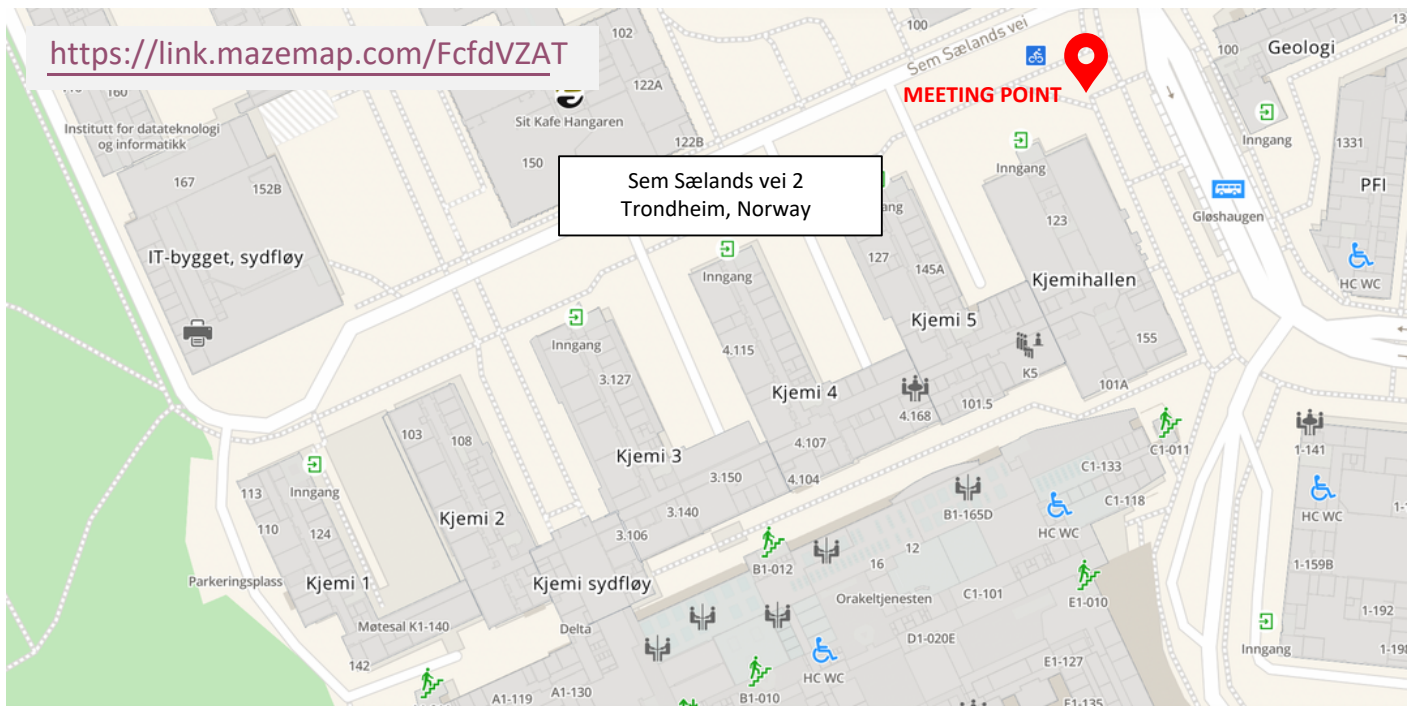 https://link.mazemap.com/FcfdVZAT
102
100
Sem Sælands vei
100
Geologi
160
122A
MEETING POINT
Institutt for datateknologi
og informatikk
Sit Kafe Hangaren
122B
Inngang
Inngang
1331
150
167
152B
Sem Sælands vei 2
Trondheim, Norway
Inngang
PFI
123
Gløshaugen
IT-bygget, sydfløy
Inngang
127
145A
Kjemihallen
HC WC
Inngang
Kjemi 5
4.115
155
K5
3.127
Kjemi 4
101A
4.168
101.5
103
108
4.107
C1-011
1-141
Kjemi 3
3.150
4.104
C1-133
C1-118
113
Inngang
3.140
B1-165D
HC WC
HC WC
110
124
Kjemi 2
3.106
12
B1-012
16
1-159B
Parkeringsplass
Kjemi 1
Kjemi sydfløy
Orakeltjenesten
C1-101
E1-010
1-192
Møtesal K1-140
Delta
D1-020E
Inngang
1-198
142
HC WC
E1-127
A1-119
A1-130
B1-010
E1-135